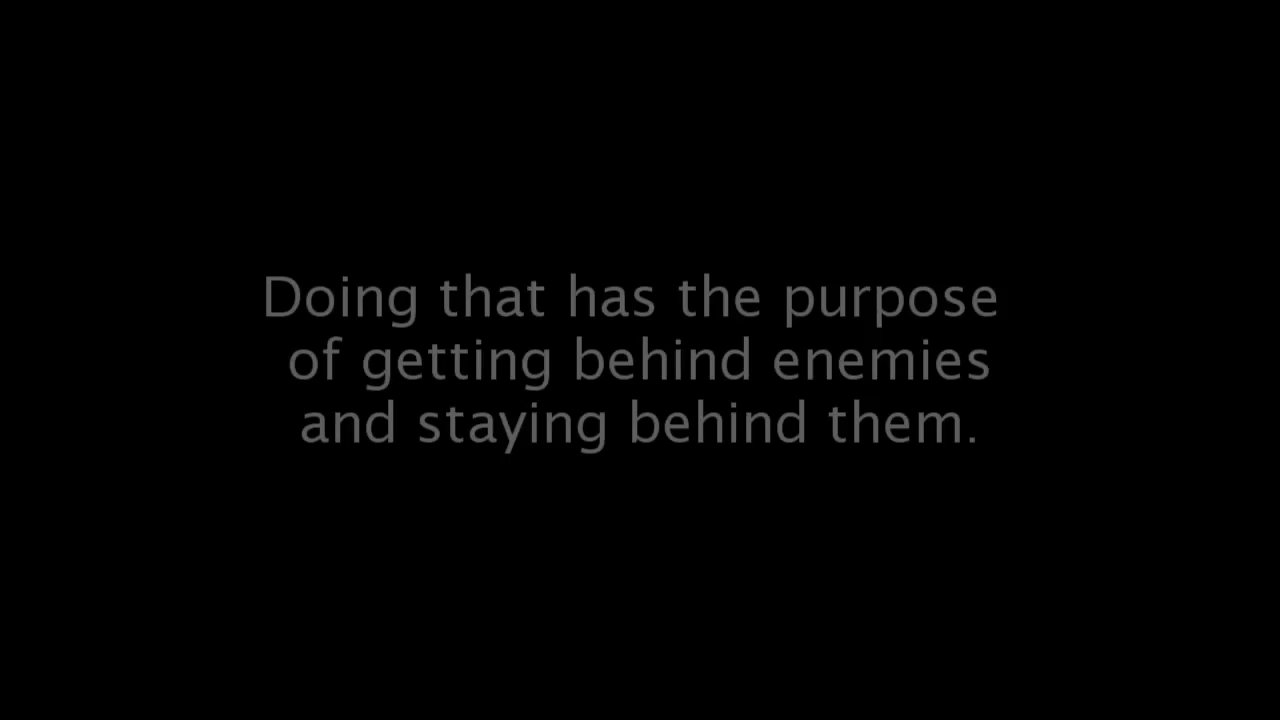 Doing that has the purpose
of getting behind enemies
and staying behind them.